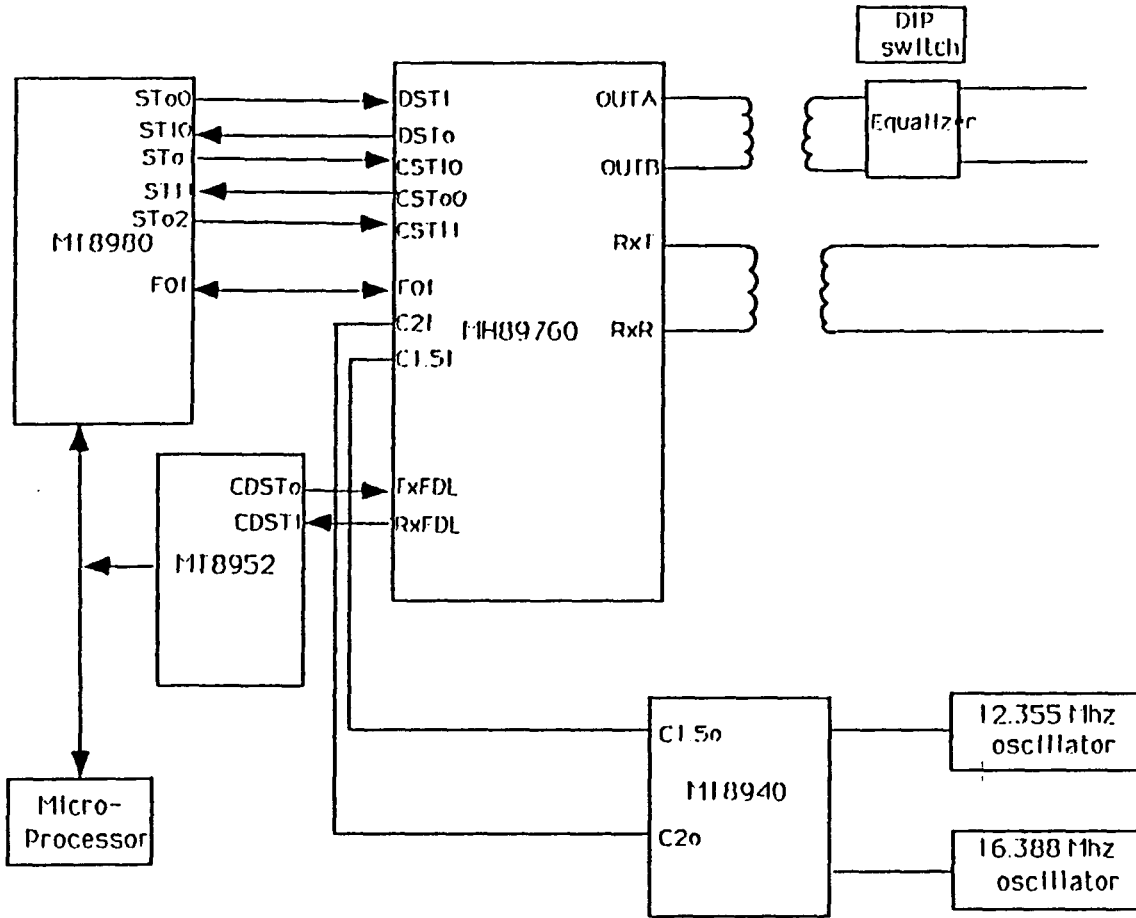 DIP
switch
STo0
DSTi
OUTA
STi0
DSTo
Equalizer
STo
CSTi0
OUTB
STi1
CSTo0
STo2
CSTi1
MT8980
RxT
F0i
F0i
C2i
MH89760
RxR
C1.5i
CDSTo
TxFDL
CDSTi
RxFDL
MT8952
C1.5o
12.355 Mhz
oscillator
MT8940
Micro-
Processor
C2o
16.388 Mhz
oscillator